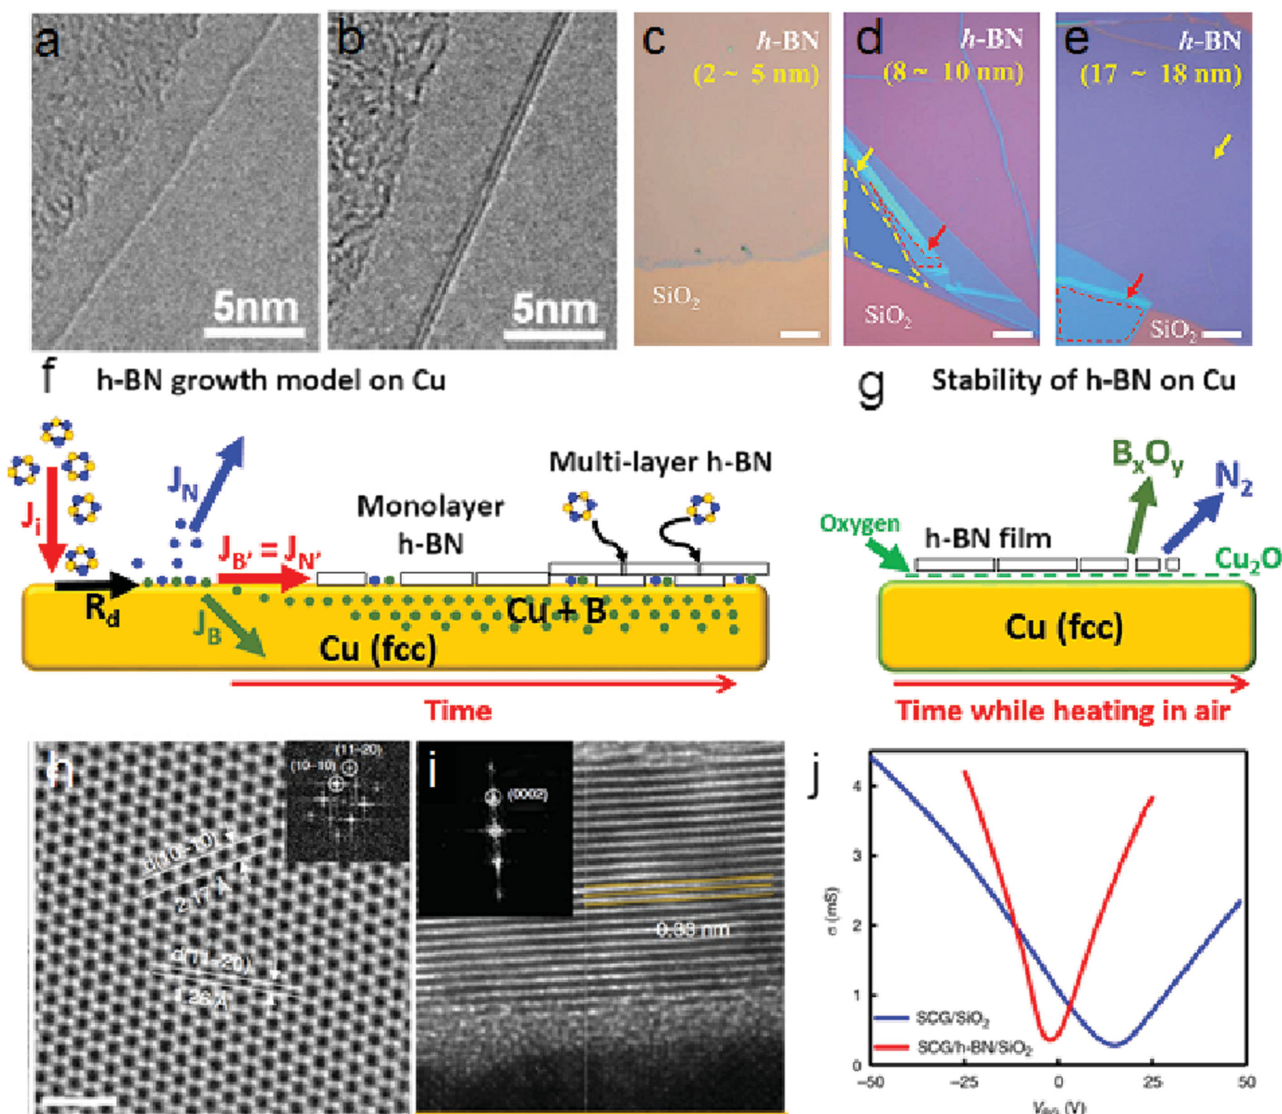 a
5nm
b
5nm
c
h-BN
(2 ~ 5 nm)
SiO2
d
h-BN
(8 ~ 10 nm)
SiO2
e
h-BN
(17 ~ 18 nm)
SiO2
f
h-BN growth model on Cu
Ji
JN
Rd
JB' = JN'
JB
Monolayer
h-BN
Multi-layer h-BN
Cu + B
Cu (fcc)
Time
g
Stability of h-BN on Cu
BxOy
N2
Oxygen
h-BN film
Cu2O
Cu (fcc)
Time while heating in air
h
(11-20)
(10-10)
d(11-20)
i
(0002)
0.33 nm
j
σ (mS)
4
3
2
1
0
SCG/SiO2
SCG/h-BN/SiO2
-50
-25
0
25
50
(V)